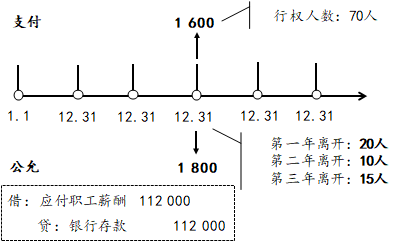 支付
1 600
行权人数：70人
1.1 12.31 12.31 12.31 12.31 12.31
公允
1 800
第一年离开：20人
第二年离开：10人
第三年离开：15人
借：应付职工薪酬 112 000
贷：银行存款 112 000